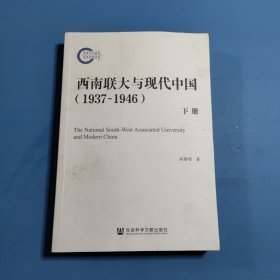 西南联大与现代中国
(1937~1946)
下册
The National South-West Associated University
and Modern China
著
社会科学文献出版社